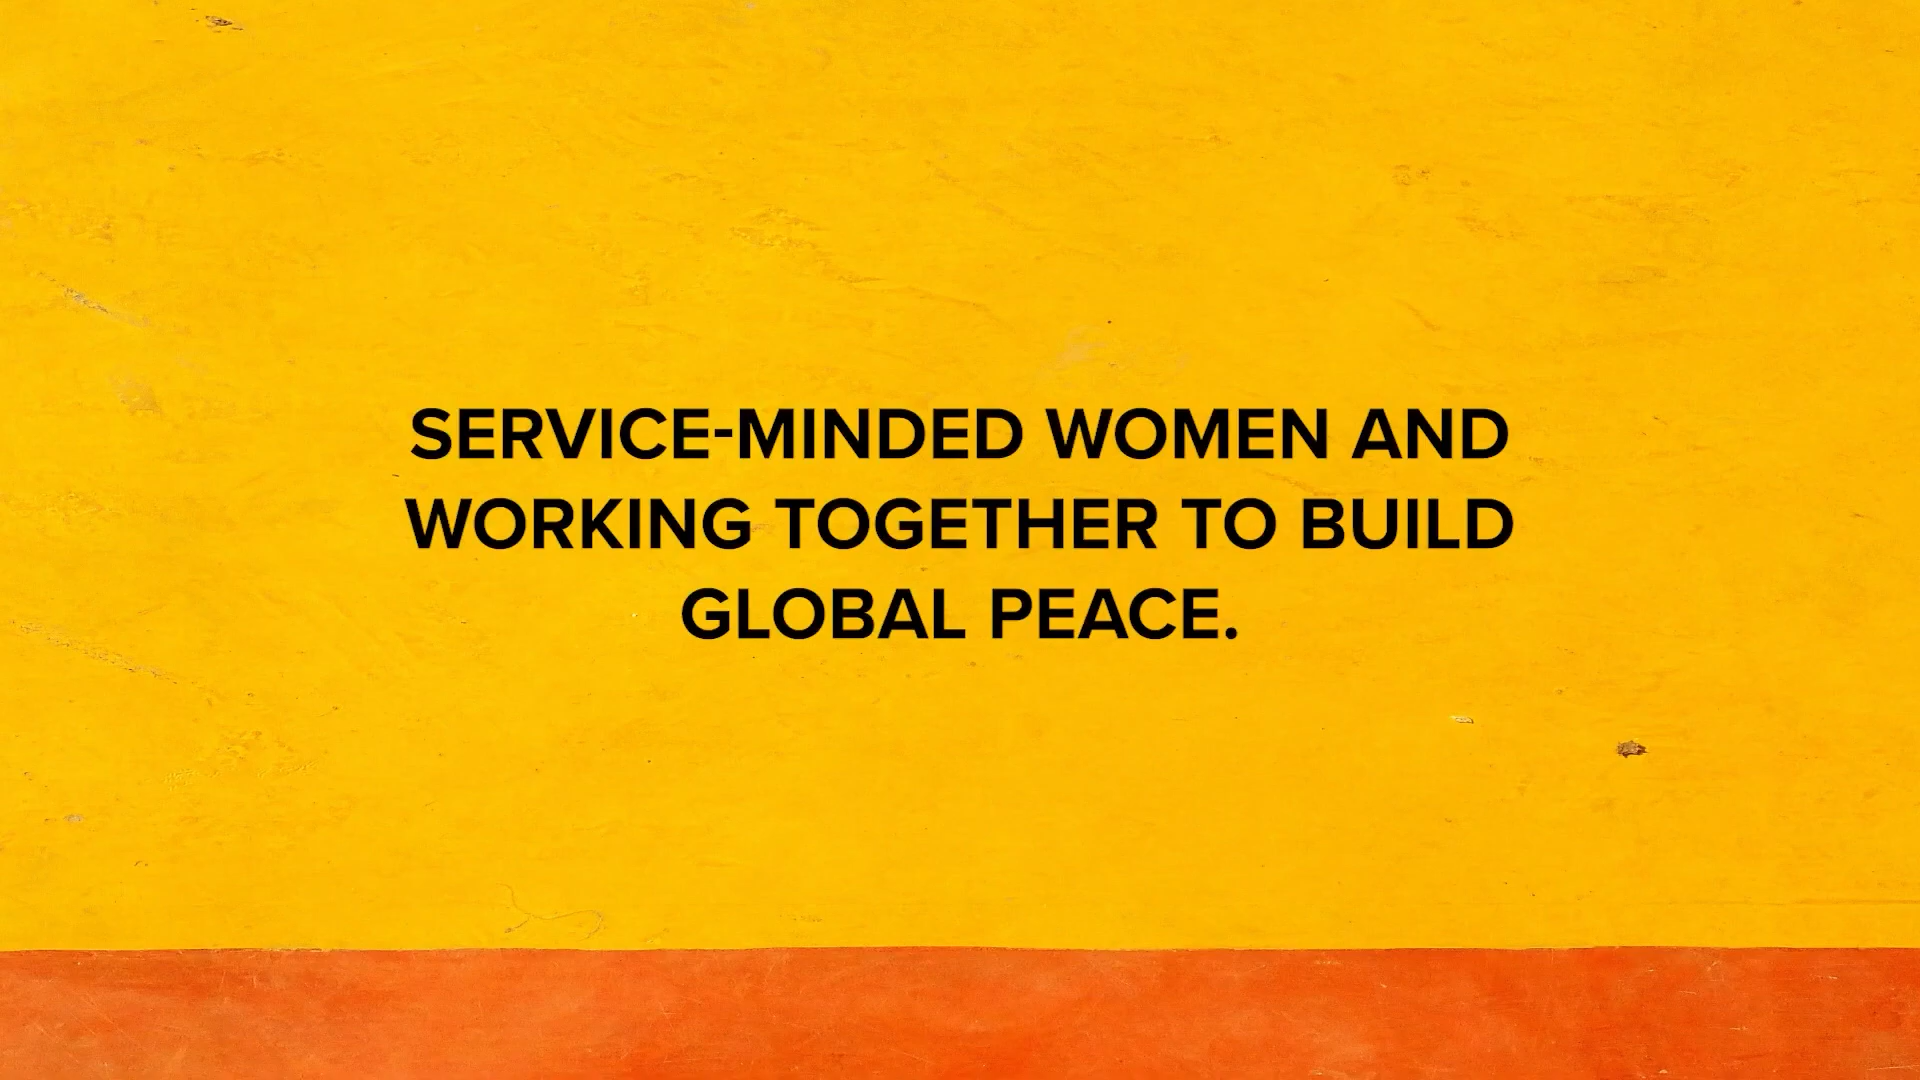 SERVICE-MINDED WOMEN AND
WORKING TOGETHER TO BUILD
GLOBAL PEACE.